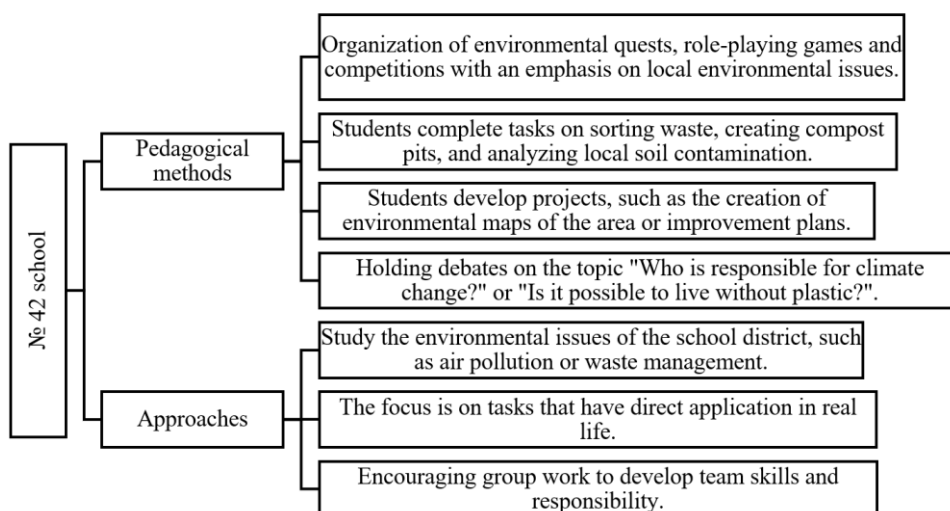 № 42 school
Pedagogical
methods
Organization of environmental quests, role-playing games and
competitions with an emphasis on local environmental issues.
Students complete tasks on sorting waste, creating compost
pits, and analyzing local soil contamination.
Students develop projects, such as the creation of
environmental maps of the area or improvement plans.
Holding debates on the topic "Who is responsible for climate
change?" or "Is it possible to live without plastic?".
Approaches
Study the environmental issues of the school district, such
as air pollution or waste management.
The focus is on tasks that have direct application in real
life.
Encouraging group work to develop team skills and
responsibility.